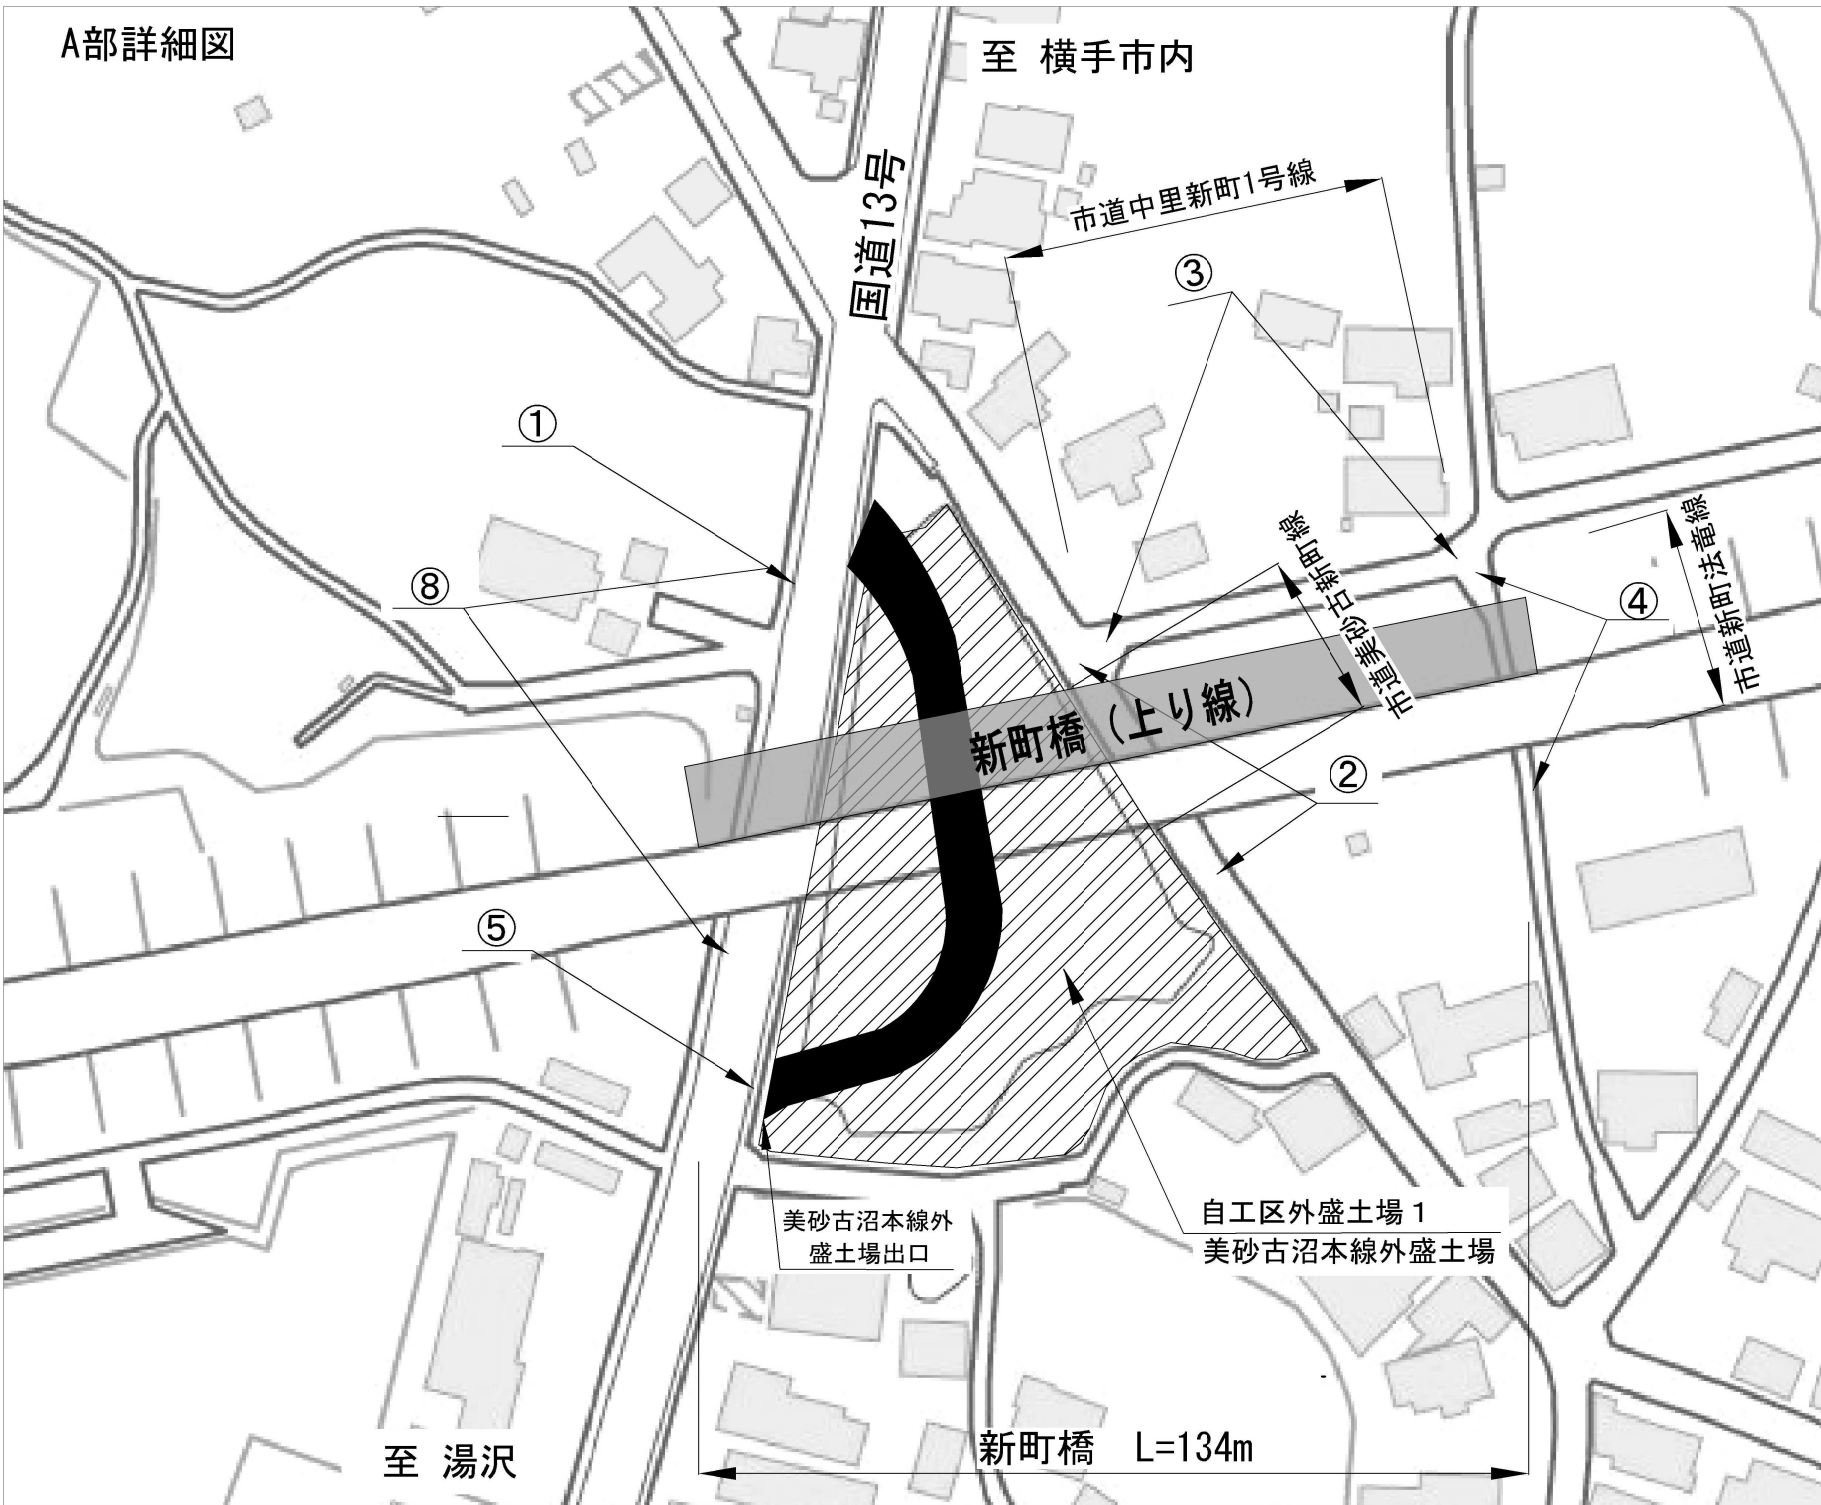 A部詳細図
至 横手市内
国道13号
市道中里新町1号線
③
①
⑧
市道美砂古新町線
市道新町法竜線
④
新町橋（上り線）
②
⑤
美砂古沼本線外
盛土場出口
自工区外盛土場１
美砂古沼本線外盛土場
新町橋 L=134m
至 湯沢